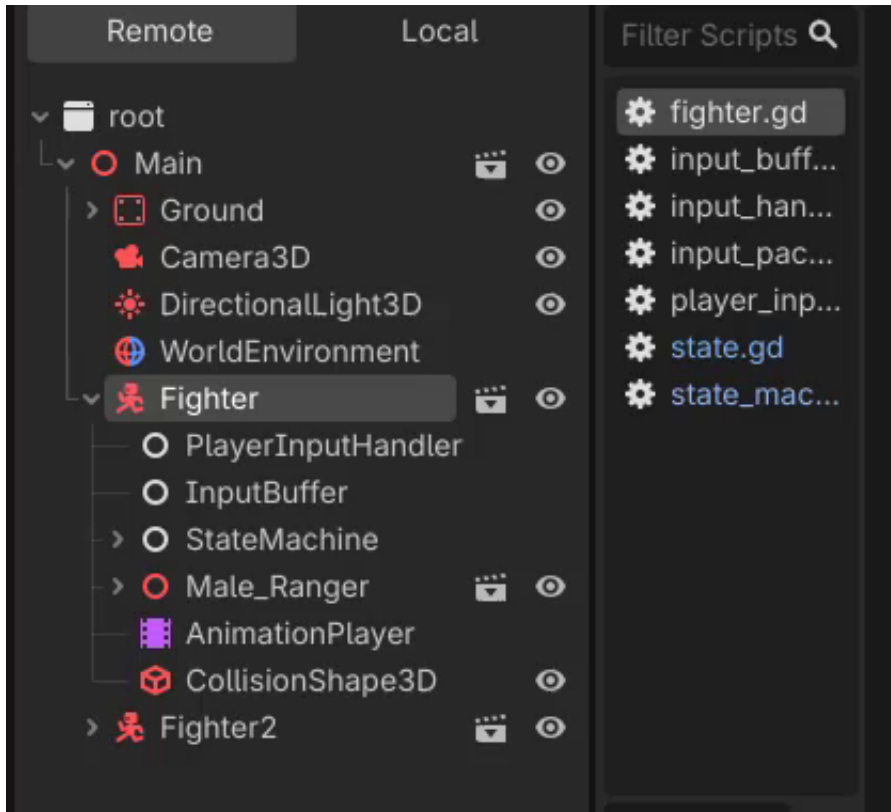 Remote Local
root
Main
Ground
Camera3D
DirectionalLight3D
WorldEnvironment
Fighter
PlayerInputHandler
InputBuffer
StateMachine
Male_Ranger
AnimationPlayer
CollisionShape3D
Fighter2
Filter Scripts
fighter.gd
input_buff...
input_han...
input_pac...
player_inp...
state.gd
state_mac...